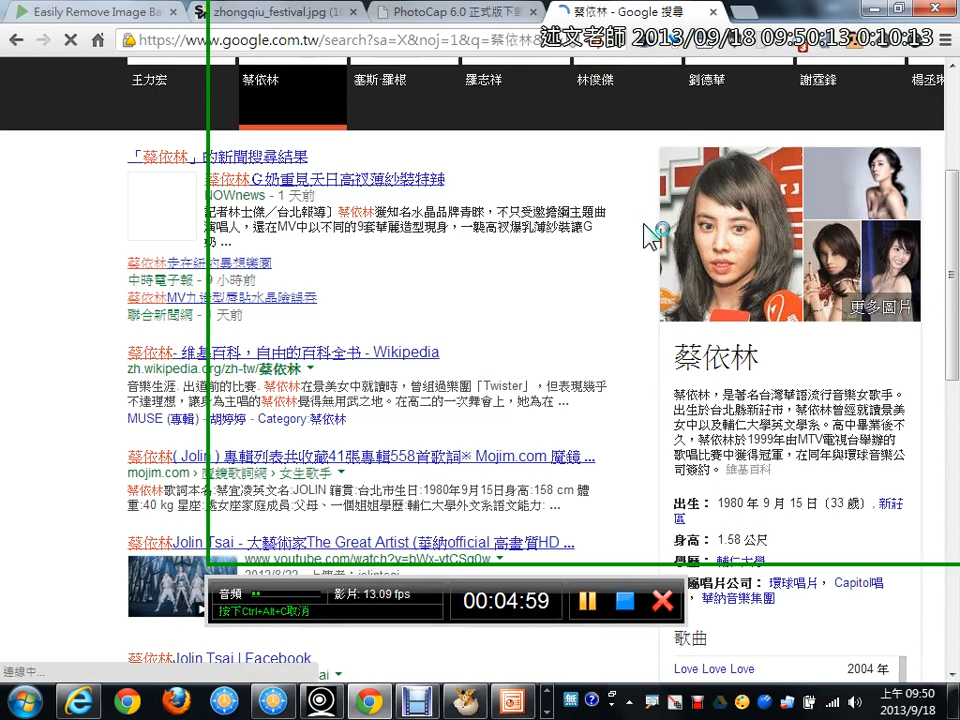 Easily Remove Image Ba
zhongqiu_festival.jpg (1
PhotoCap 6.0 正式版下載
蔡依林 - Google 搜尋
https://www.google.com.tw/search?sa=X&noj=1&q=蔡依林&
述文老師 2013/09/18 09:50:13 0:10:13
王力宏
蔡依林
塞斯·羅根
羅志祥
林俊傑
劉德華
謝霆鋒
楊丞琳
「蔡依林」的新聞搜尋結果
蔡依林G奶重見天日高衩薄紗裝特辣
NOWnews - 1 天前
記者林士傑／台北報導〕蔡依林獲知名水晶品牌青睞，不只受邀擔綱主題曲
演唱人，還在MV中以不同的9套華麗造型現身，一襲高衩爆乳薄紗裝讓G
奶 ...
蔡依林走在紐約異想樂園
中時電子報 - 9 小時前
蔡依林MV九造型唇貼水晶險誤吞
聯合新聞網 - 1 天前
蔡依林- 维基百科，自由的百科全书 - Wikipedia
zh.wikipedia.org/zh-tw/蔡依林
音樂生涯. 出道前的比賽. 蔡依林在景美女中就讀時，曾組過樂團「Twister」，但表現幾乎
不達理想，讓身為主唱的蔡依林覺得無用武之地。在高二的一次舞會上，她為在 ...
MUSE (專輯) - 胡婷婷 - Category:蔡依林
蔡依林( Jolin ) 專輯列表共收藏41張專輯558首歌詞※ Mojim.com 魔鏡 ...
mojim.com › 魔鏡歌詞網 › 女生歌手
蔡依林歌詞本名:蔡宜凌英文名:JOLIN 籍貫:台北市生日:1980年9月15日身高:158 cm 體
重:40 kg 星座:處女座家庭成員:父母、一個姐姐學歷:輔仁大學外文系語文能力: ...
蔡依林Jolin Tsai - 大藝術家The Great Artist (華納official 高畫質HD ...
www.youtube.com/watch?v=bWx-vtCSg0w
蔡依林Jolin Tsai | Facebook
更多圖片
蔡依林
蔡依林，是著名台灣華語流行音樂女歌手。
出生於台北縣新莊市，蔡依林曾經就讀景美
女中以及輔仁大學英文學系。高中畢業後不
久，蔡依林於1999年由MTV電視台舉辦的
歌唱比賽中獲得冠軍，在同年與環球音樂公
司簽約。 維基百科
出生： 1980 年 9 月 15 日 (33 歲)， 新莊
區
身高： 1.58 公尺
學歷： 輔仁大學
屬唱片公司： 環球唱片， Capitol唱
， 華納音樂集團
歌曲
Love Love Love 2004 年
音頻
影片: 13.09 fps
按下Ctrl+Alt+C取消
00:04:59
連線中...
上午 09:50
2013/9/18